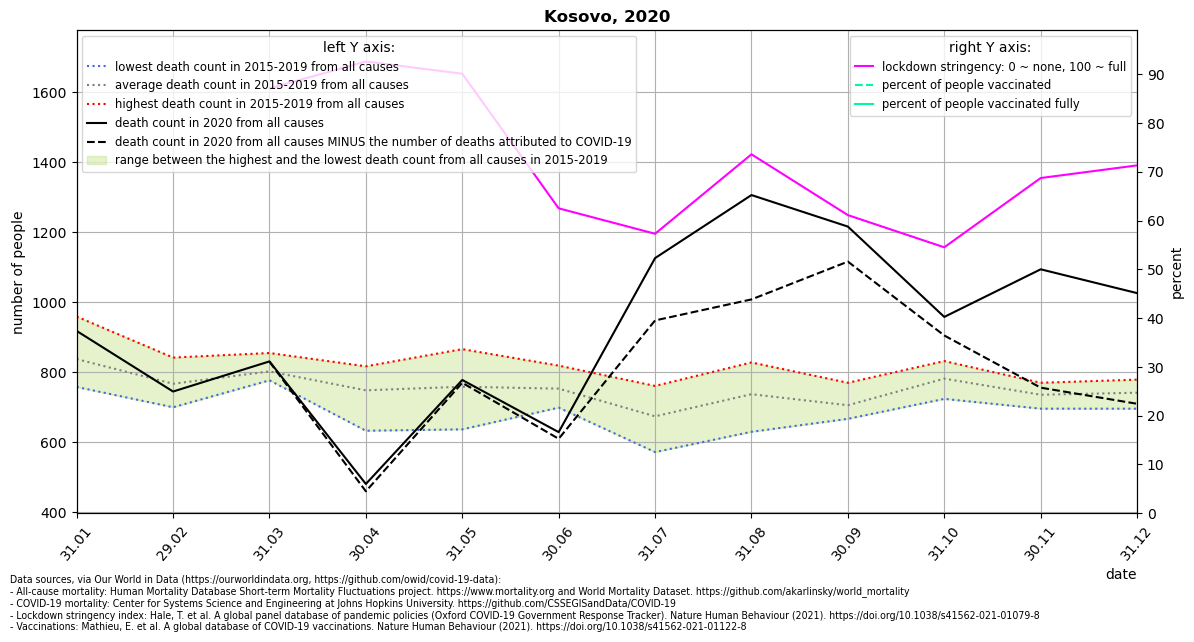 Kosovo, 2020
left Y axis:
lowest death count in 2015-2019 from all causes
average death count in 2015-2019 from all causes
highest death count in 2015-2019 from all causes
death count in 2020 from all causes
death count in 2020 from all causes MINUS the number of deaths attributed to COVID-19
range between the highest and the lowest death count from all causes in 2015-2019
right Y axis:
lockdown stringency: 0 ~ none, 100 ~ full
percent of people vaccinated
percent of people vaccinated fully
number of people
1600
1400
1200
1000
800
600
400
90
80
70
60
50
40
30
20
10
0
percent
31.01
29.02
31.03
30.04
31.05
30.06
31.07
31.08
30.09
31.10
30.11
31.12
date
Data sources, via Our World in Data (https://ourworldindata.org, https://github.com/owid/covid-19-data):
- All-cause mortality: Human Mortality Database Short-term Mortality Fluctuations project. https://www.mortality.org and World Mortality Dataset. https://github.com/akarlinsky/world_mortality
- COVID-19 mortality: Center for Systems Science and Engineering at Johns Hopkins University. https://github.com/CSSEGISandData/COVID-19
- Lockdown stringency index: Hale, T. et al. A global panel database of pandemic policies (Oxford COVID-19 Government Response Tracker). Nature Human Behaviour (2021). https://doi.org/10.1038/s41562-021-01079-8
- Vaccinations: Mathieu, E. et al. A global database of COVID-19 vaccinations. Nature Human Behaviour (2021). https://doi.org/10.1038/s41562-021-01122-8